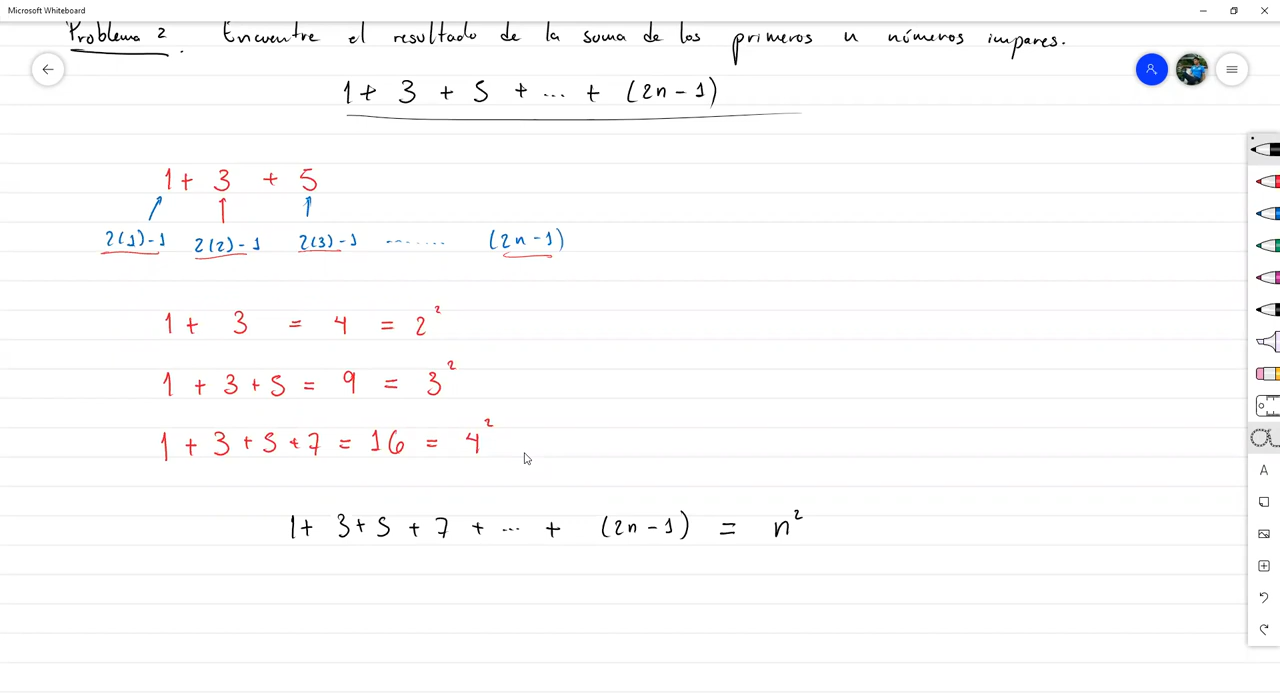 Microsoft Whiteboard
Problema 2. Encuentre el resultado de la suma de los primeros n números impares.
1 + 3 + 5 + ... + (2n - 1)
1 + 3 + 5
2(1) - 1 2(2) - 1 2(3) - 1 ........ (2n - 1)
1 + 3 = 4 = 2²
1 + 3 + 5 = 9 = 3²
1 + 3 + 5 + 7 = 16 = 4²
1 + 3 + 5 + 7 + ... + (2n - 1) = n²
A